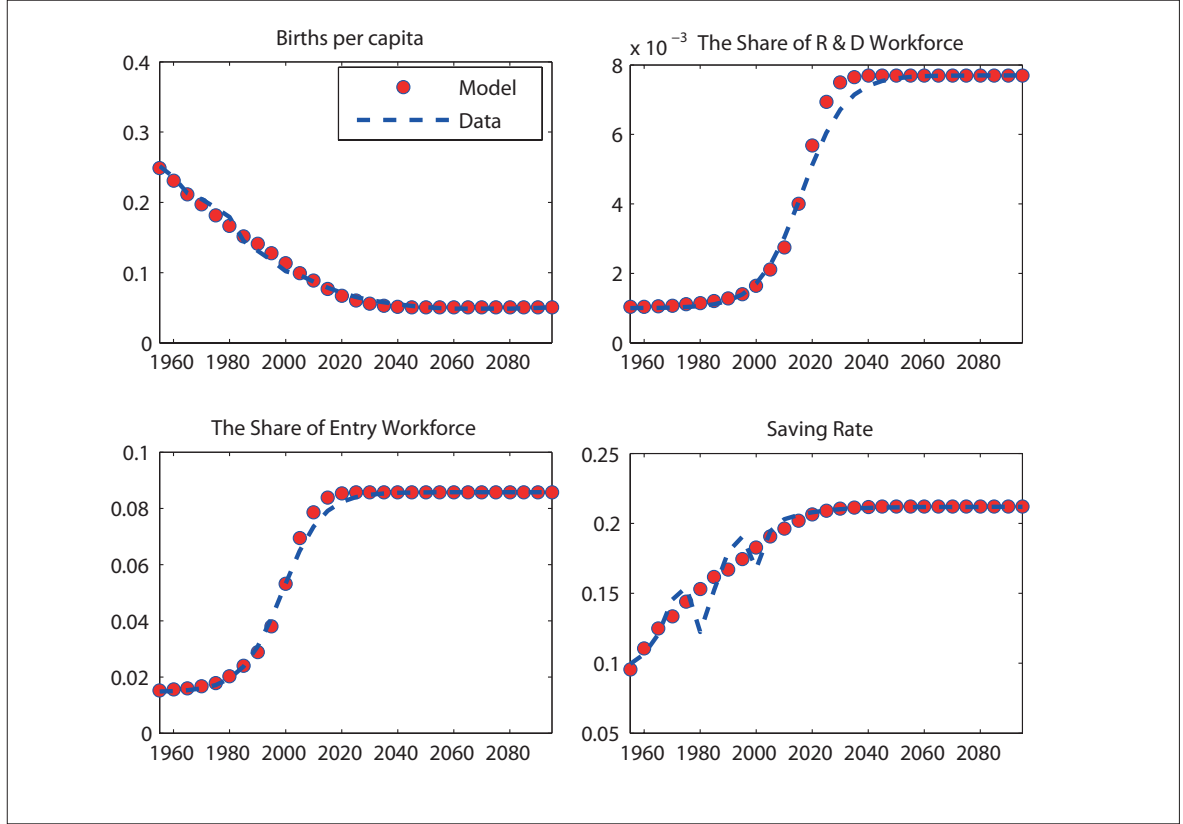 Births per capita
0.4
0.3
0.2
0.1
0
1960 1980 2000 2020 2040 2060 2080
Model
Data
x 10 −3 The Share of R & D Workforce
8
6
4
2
0
1960 1980 2000 2020 2040 2060 2080
The Share of Entry Workforce
0.1
0.08
0.06
0.04
0.02
0
1960 1980 2000 2020 2040 2060 2080
Saving Rate
0.25
0.2
0.15
0.1
0.05
1960 1980 2000 2020 2040 2060 2080